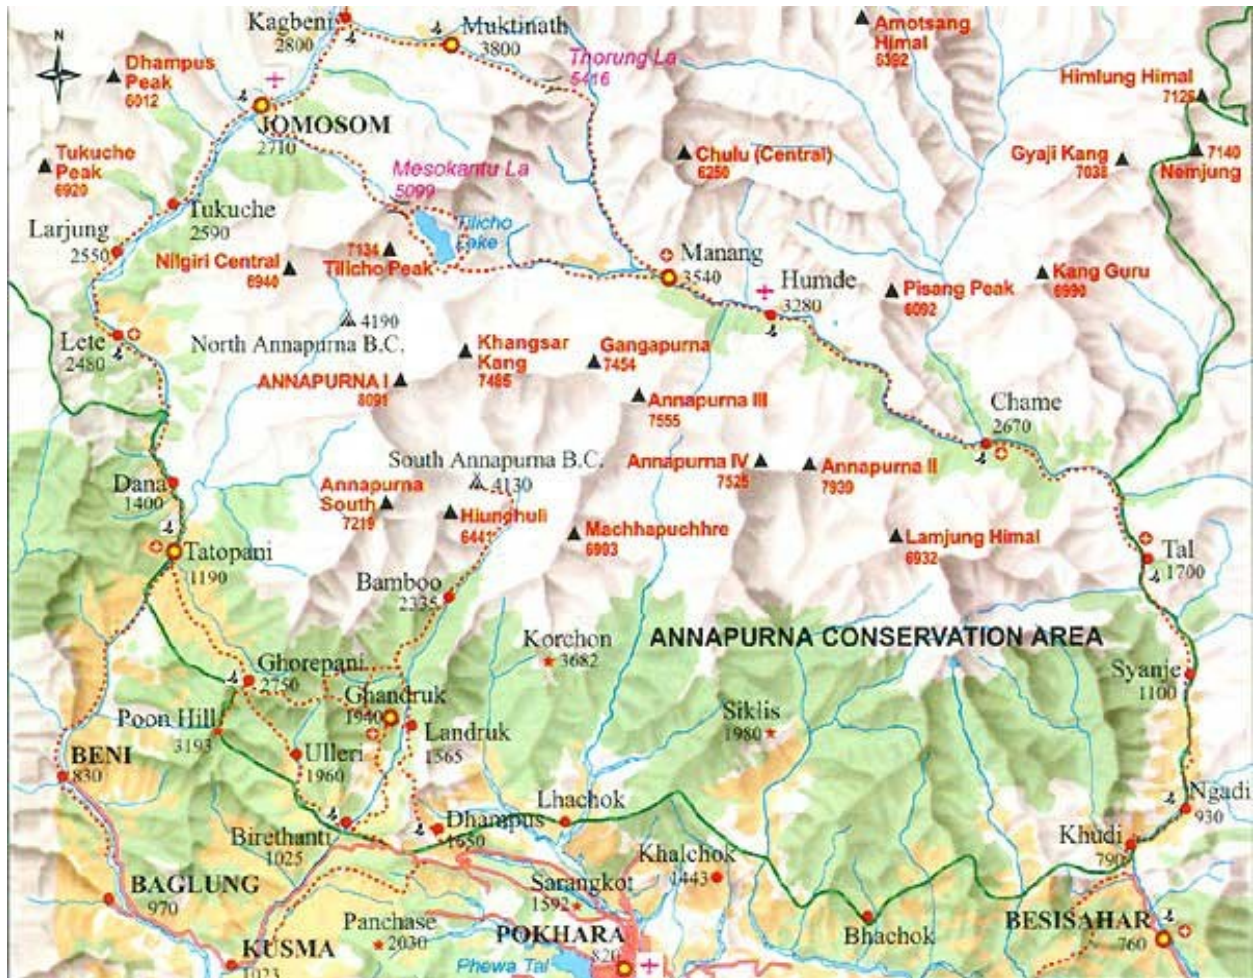 Kagbeni
2800
Muktinath
3800
Amotsang
Himal
6392
N
Dhampus
Peak
6012
Thorung La
5416
Himlung Himal
7126
JOMOSOM
2710
Tukuche
Peak
6920
Mesokantu La
5099
Chulu (Central)
6250
Gyaji Kang
7038
7140
Nemjung
Tukuche
2590
Larjung
2550
Tilicho
Lake
7134
Tilicho Peak
Nilgiri Central
6940
Manang
3540
Humde
3280
Kang Guru
6990
Pisang Peak
6092
4190
North Annapurna B.C.
Lete
2480
Khangsar
Kang
7485
Gangapurna
7454
ANNAPURNA I
8091
Annapurna III
7555
Chame
2670
South Annapurna B.C.
4130
Annapurna IV
7525
Annapurna II
7939
Dana
1400
Annapurna
South
7219
Hiunchuli
6441
Machhapuchhre
6993
Lamjung Himal
6932
Tatopani
1190
Tal
1700
Bamboo
2335
Korchon
3682
ANNAPURNA CONSERVATION AREA
Ghorepani
2750
Syanje
1100
Ghandruk
1940
Poon Hill
3193
Landruk
1565
Siklis
1980
Ulleri
1960
BENI
830
Ngadi
930
Lhachok
Birethanti
1025
Dhampus
1650
Khudi
790
Khalchok
1443
BAGLUNG
970
Sarangkot
1592
Panchase
2030
POKHARA
820
Bhachok
BESISAHAR
760
KUSMA
1023
Phewa Tal